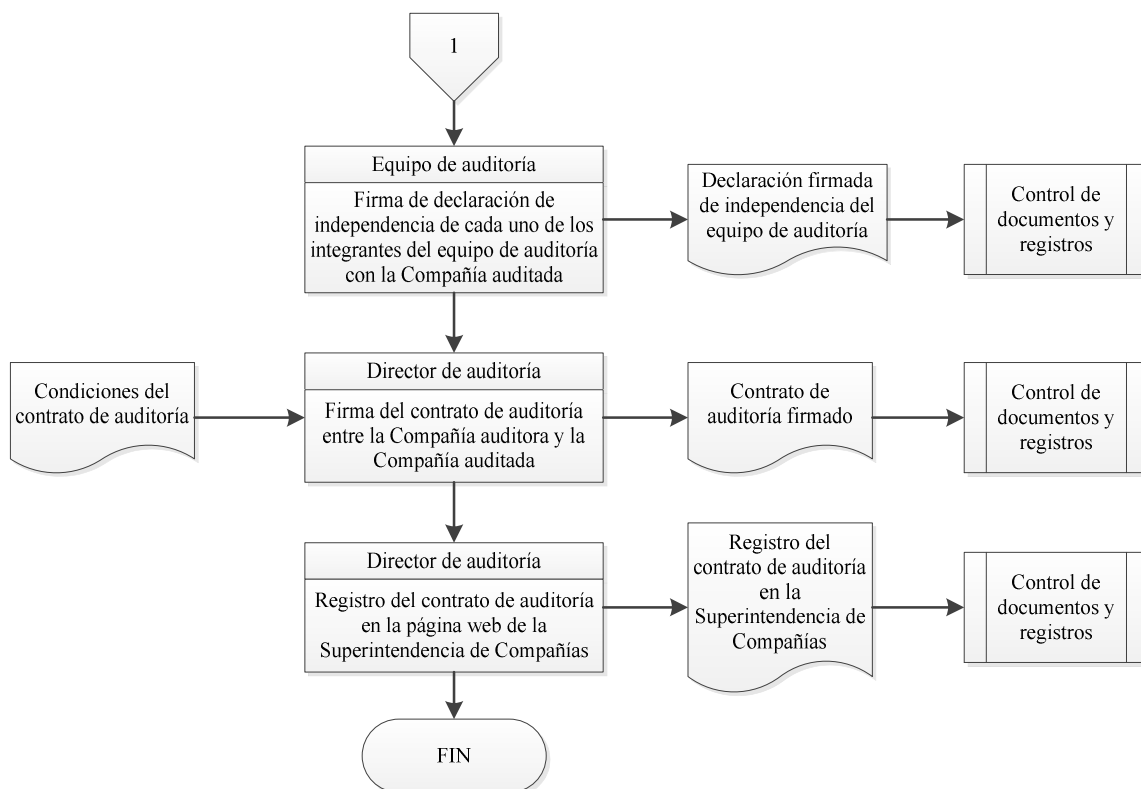 1
Equipo de auditoría
Firma de declaración de
independencia de cada uno de los
integrantes del equipo de auditoría
con la Compañía auditada
Declaración firmada
de independencia del
equipo de auditoría
Control de
documentos y
registros
Condiciones del
contrato de auditoría
Director de auditoría
Firma del contrato de auditoría
entre la Compañía auditora y la
Compañía auditada
Contrato de
auditoría firmado
Control de
documentos y
registros
Director de auditoría
Registro del contrato de auditoría
en la página web de la
Superintendencia de Compañías
Registro del
contrato de auditoría
en la
Superintendencia de
Compañías
Control de
documentos y
registros
FIN